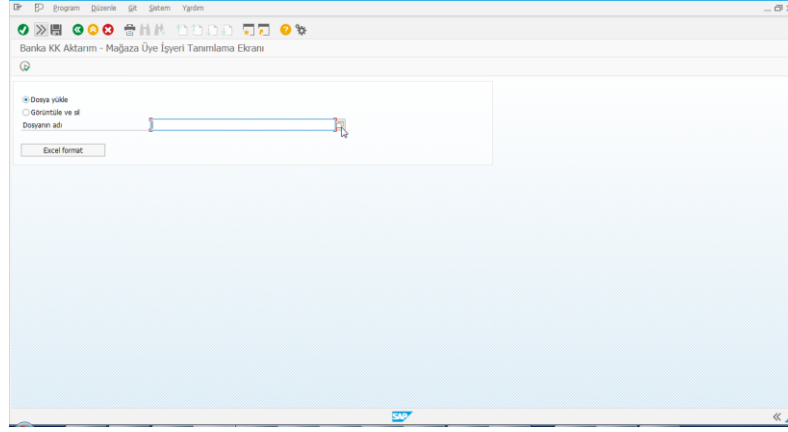 Program Düzenle Git Sistem Yardım
Banka KK Aktarım - Mağaza Üye İşyeri Tanımlama Ekranı
Dosya yükle
Görüntüle ve sil
Dosyanın adı
Excel format
SAP